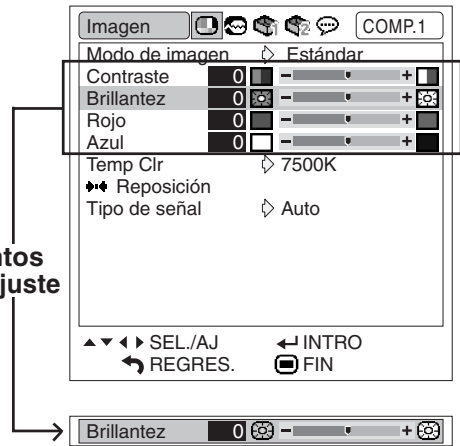 Imagen COMP.1
Modo de imagen Estándar
Contraste 0 - +
Brillantez 0 - +
Rojo 0 - +
Azul 0 - +
Temp Clr 7500K
Reposición
Tipo de señal Auto
ntos
juste
SEL./AJ INTRO
REGRES. FIN
Brillantez 0 - +